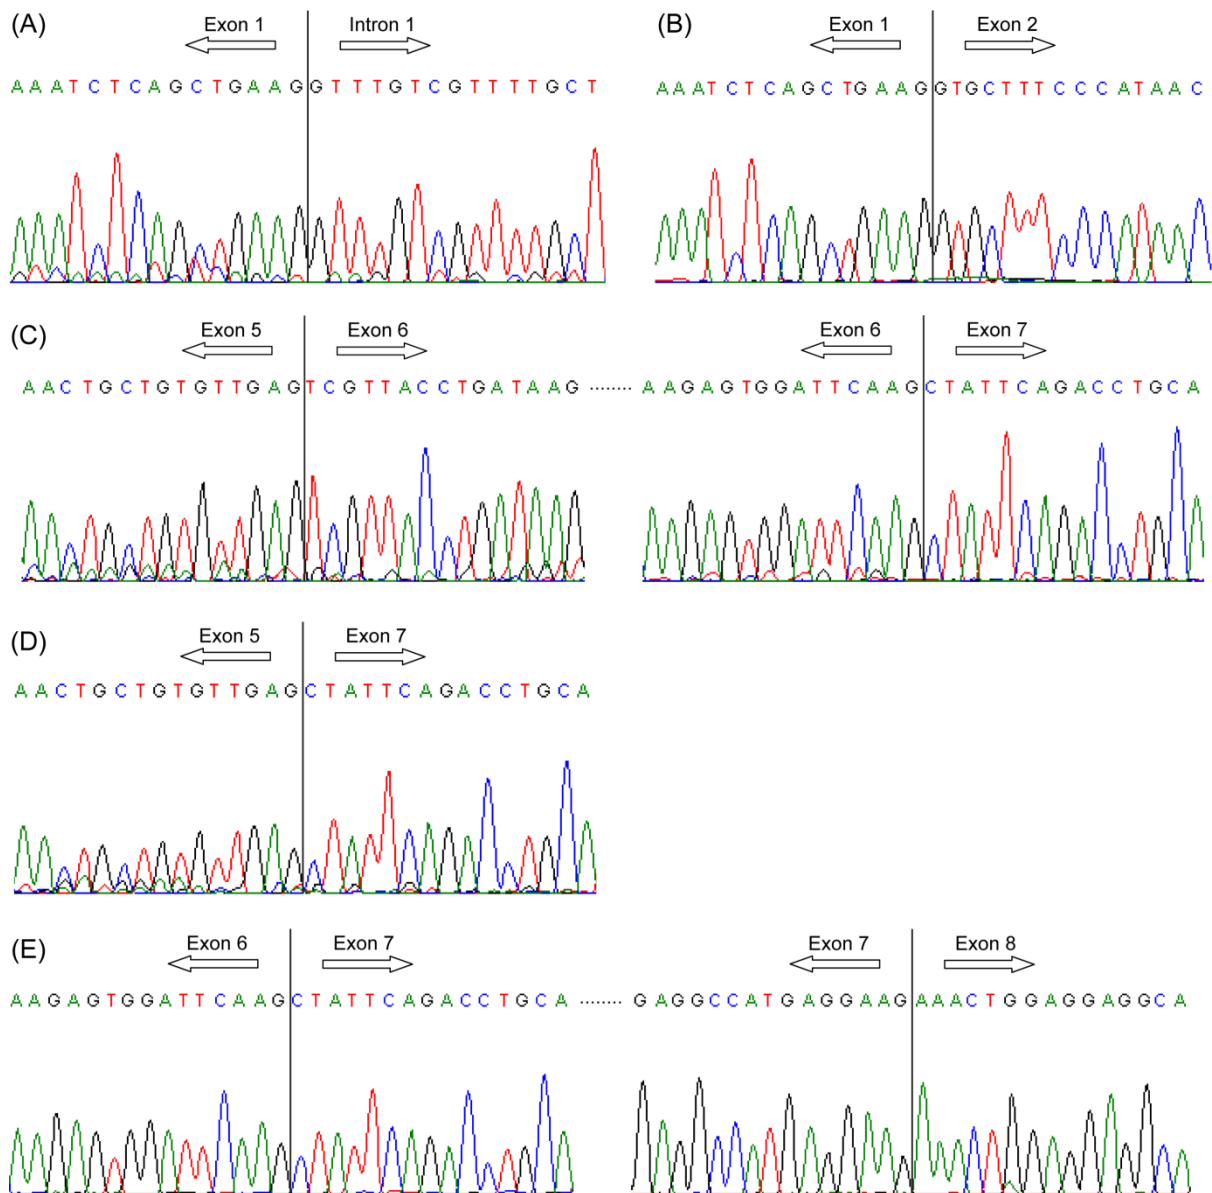 (A) Exon 1 Intron 1
AAATCTCAGCTGAAGGTTTGTCGTTTTGCT
(B) Exon 1 Exon 2
AAATCTCAGCTGAAGGTGCTTTCCCATAAC
(C) Exon 5 Exon 6 Exon 6 Exon 7
AACTGCTGTGTTGAGTCGTTACCTGATAAG ........ AAGAGTGGATTCAAGCTATTCAGACCTGCA
(D) Exon 5 Exon 7
AACTGCTGTGTTGAGCTATTCAGACCTGCA
(E) Exon 6 Exon 7 Exon 7 Exon 8
AAGAGTGGATTCAAGCTATTCAGACCTGCA ........ GAGGCCATGAGGAAGAAACTGGAGGAGGCA